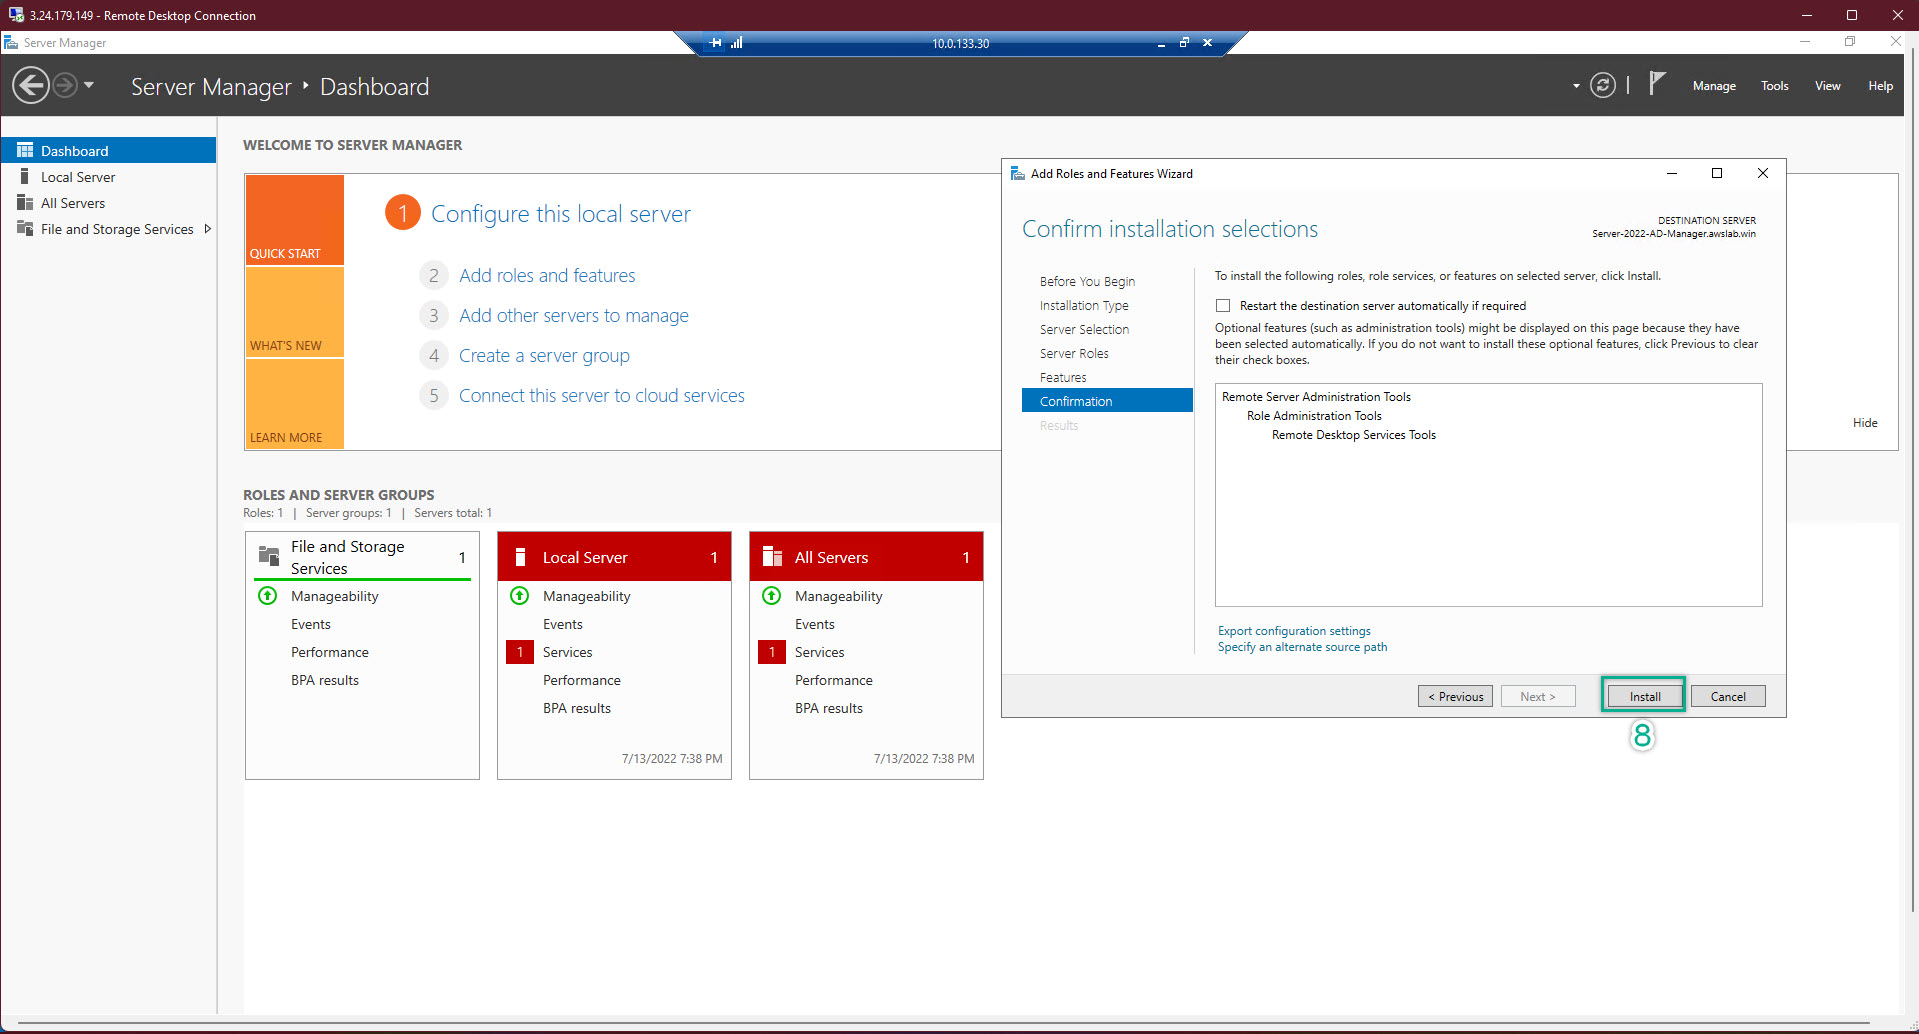 3.24.179.149 - Remote Desktop Connection
Server Manager
10.0.133.30
Server Manager ‣ Dashboard
Manage
Tools
View
Help
Dashboard
Local Server
All Servers
File and Storage Services
WELCOME TO SERVER MANAGER
QUICK START
WHAT'S NEW
LEARN MORE
1 Configure this local server
2 Add roles and features
3 Add other servers to manage
4 Create a server group
5 Connect this server to cloud services
Hide
ROLES AND SERVER GROUPS
Roles: 1 | Server groups: 1 | Servers total: 1
File and Storage
Services
1
Manageability
Events
Performance
BPA results
Local Server 1
Manageability
Events
1 Services
Performance
BPA results
7/13/2022 7:38 PM
All Servers 1
Manageability
Events
1 Services
Performance
BPA results
7/13/2022 7:38 PM
Add Roles and Features Wizard
Confirm installation selections
DESTINATION SERVER
Server-2022-AD-Manager.awslab.win
Before You Begin
Installation Type
Server Selection
Server Roles
Features
Confirmation
Results
To install the following roles, role services, or features on selected server, click Install.
Restart the destination server automatically if required
Optional features (such as administration tools) might be displayed on this page because they have
been selected automatically. If you do not want to install these optional features, click Previous to clear
their check boxes.
Remote Server Administration Tools
Role Administration Tools
Remote Desktop Services Tools
Export configuration settings
Specify an alternate source path
< Previous
Next >
Install
Cancel
8